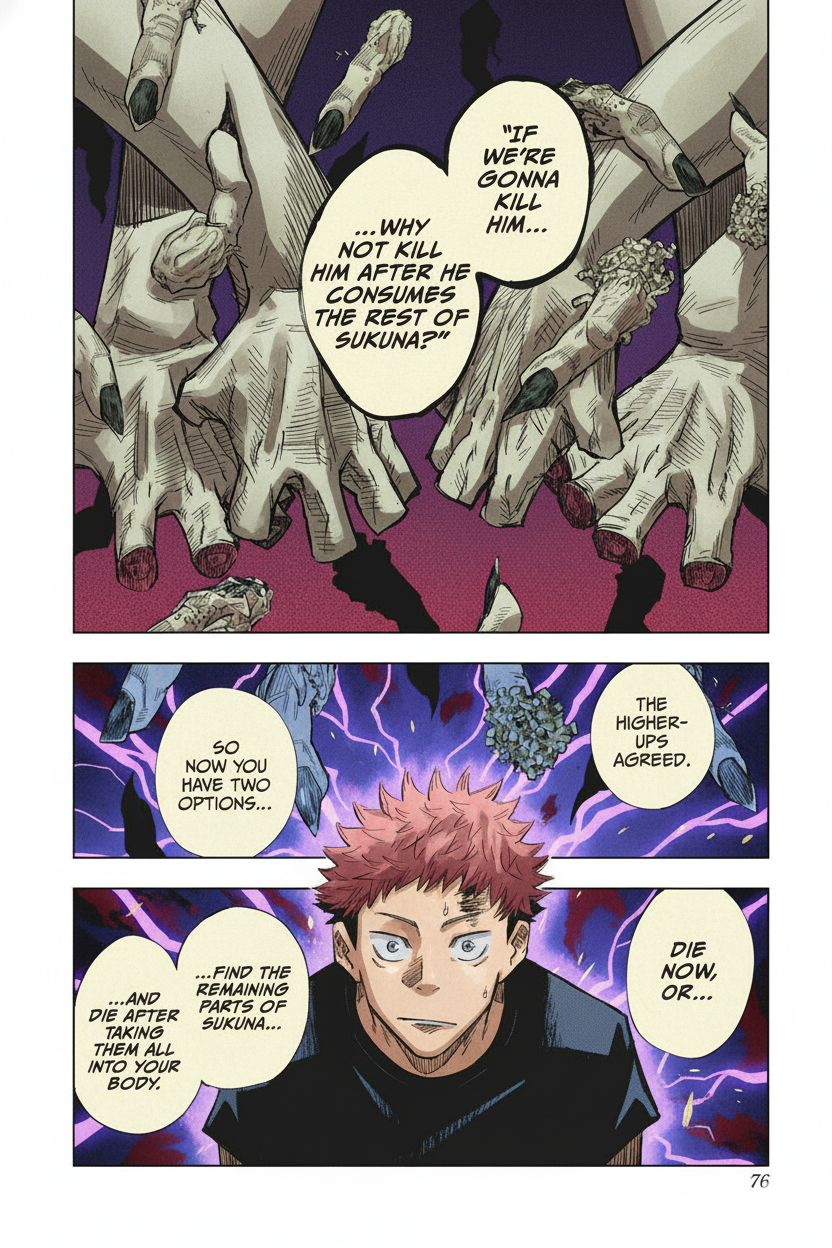 "IF
WE'RE
GONNA
KILL
HIM...
...WHY
NOT KILL
HIM AFTER HE
CONSUMES
THE REST OF
SUKUNA?"
THE
HIGHER-
UPS
AGREED.
SO
NOW YOU
HAVE TWO
OPTIONS...
DIE
NOW,
OR...
...FIND THE
REMAINING
PARTS OF
SUKUNA...
...AND
DIE AFTER
TAKING
THEM ALL
INTO YOUR
BODY.
76